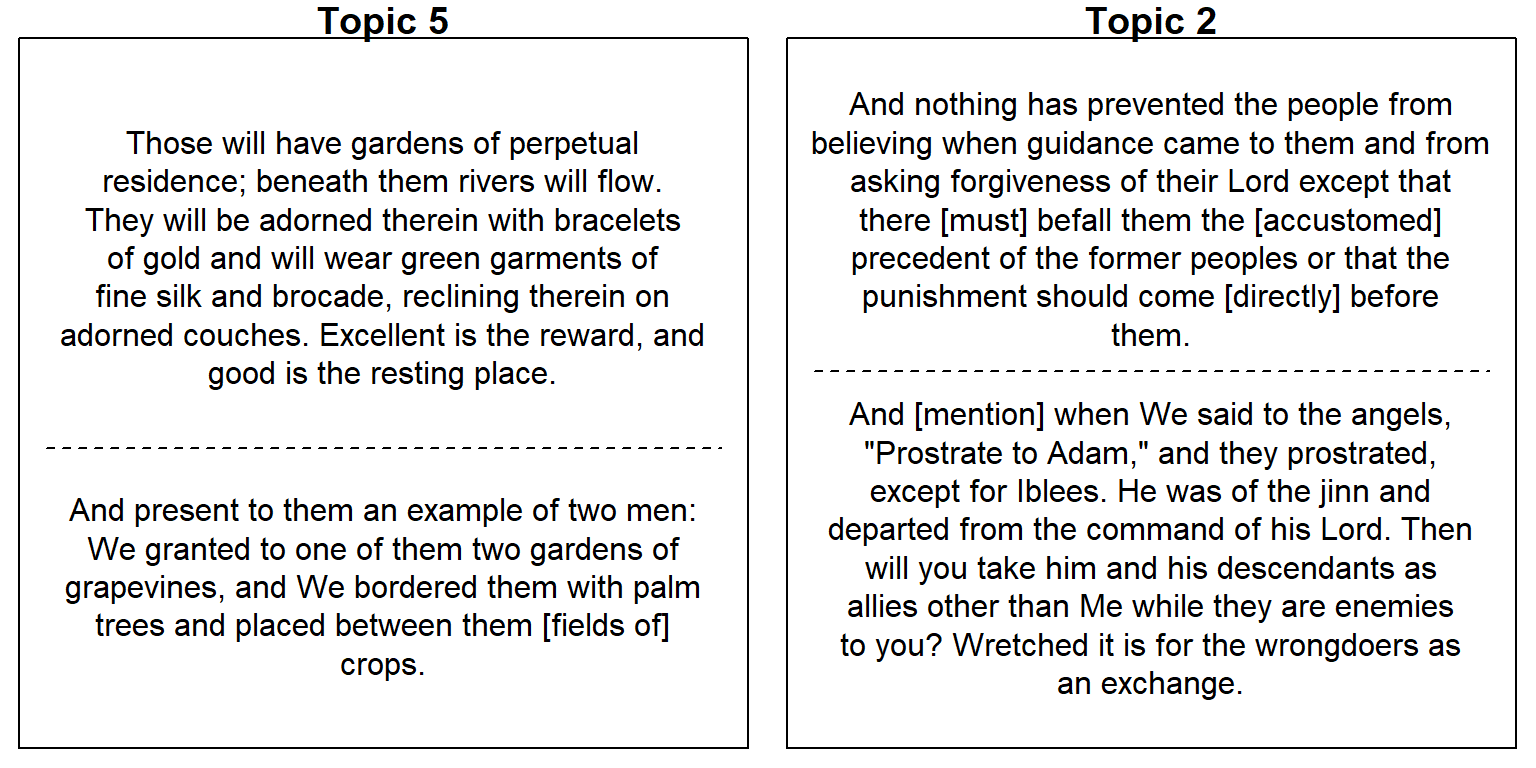 Topic 5
Those will have gardens of perpetual
residence; beneath them rivers will flow.
They will be adorned therein with bracelets
of gold and will wear green garments of
fine silk and brocade, reclining therein on
adorned couches. Excellent is the reward, and
good is the resting place.
And present to them an example of two men:
We granted to one of them two gardens of
grapevines, and We bordered them with palm
trees and placed between them [fields of]
crops.
Topic 2
And nothing has prevented the people from
believing when guidance came to them and from
asking forgiveness of their Lord except that
there [must] befall them the [accustomed]
precedent of the former peoples or that the
punishment should come [directly] before
them.
And [mention] when We said to the angels,
"Prostrate to Adam," and they prostrated,
except for Iblees. He was of the jinn and
departed from the command of his Lord. Then
will you take him and his descendants as
allies other than Me while they are enemies
to you? Wretched it is for the wrongdoers as
an exchange.